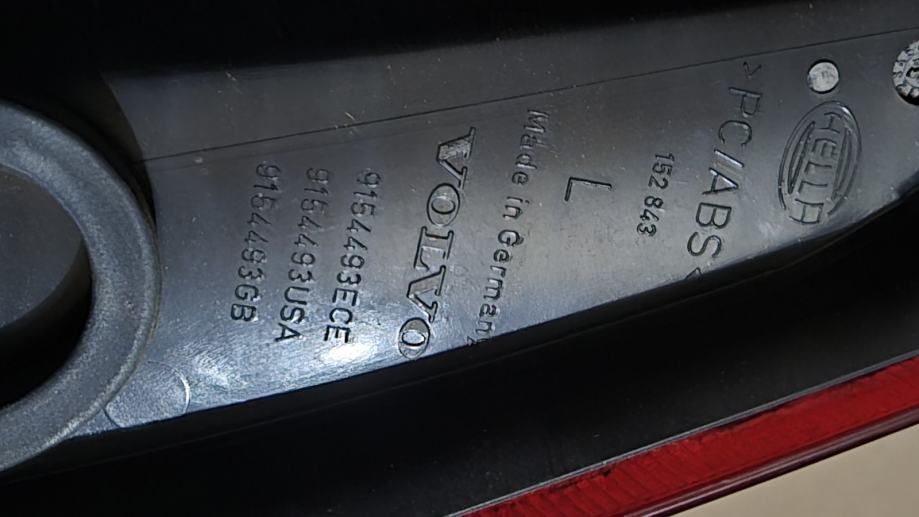 HELLA
>PC/ABS<
152 843
L
Made in Germany
VOLVO
9154493ECE
9154493USA
9154493GB